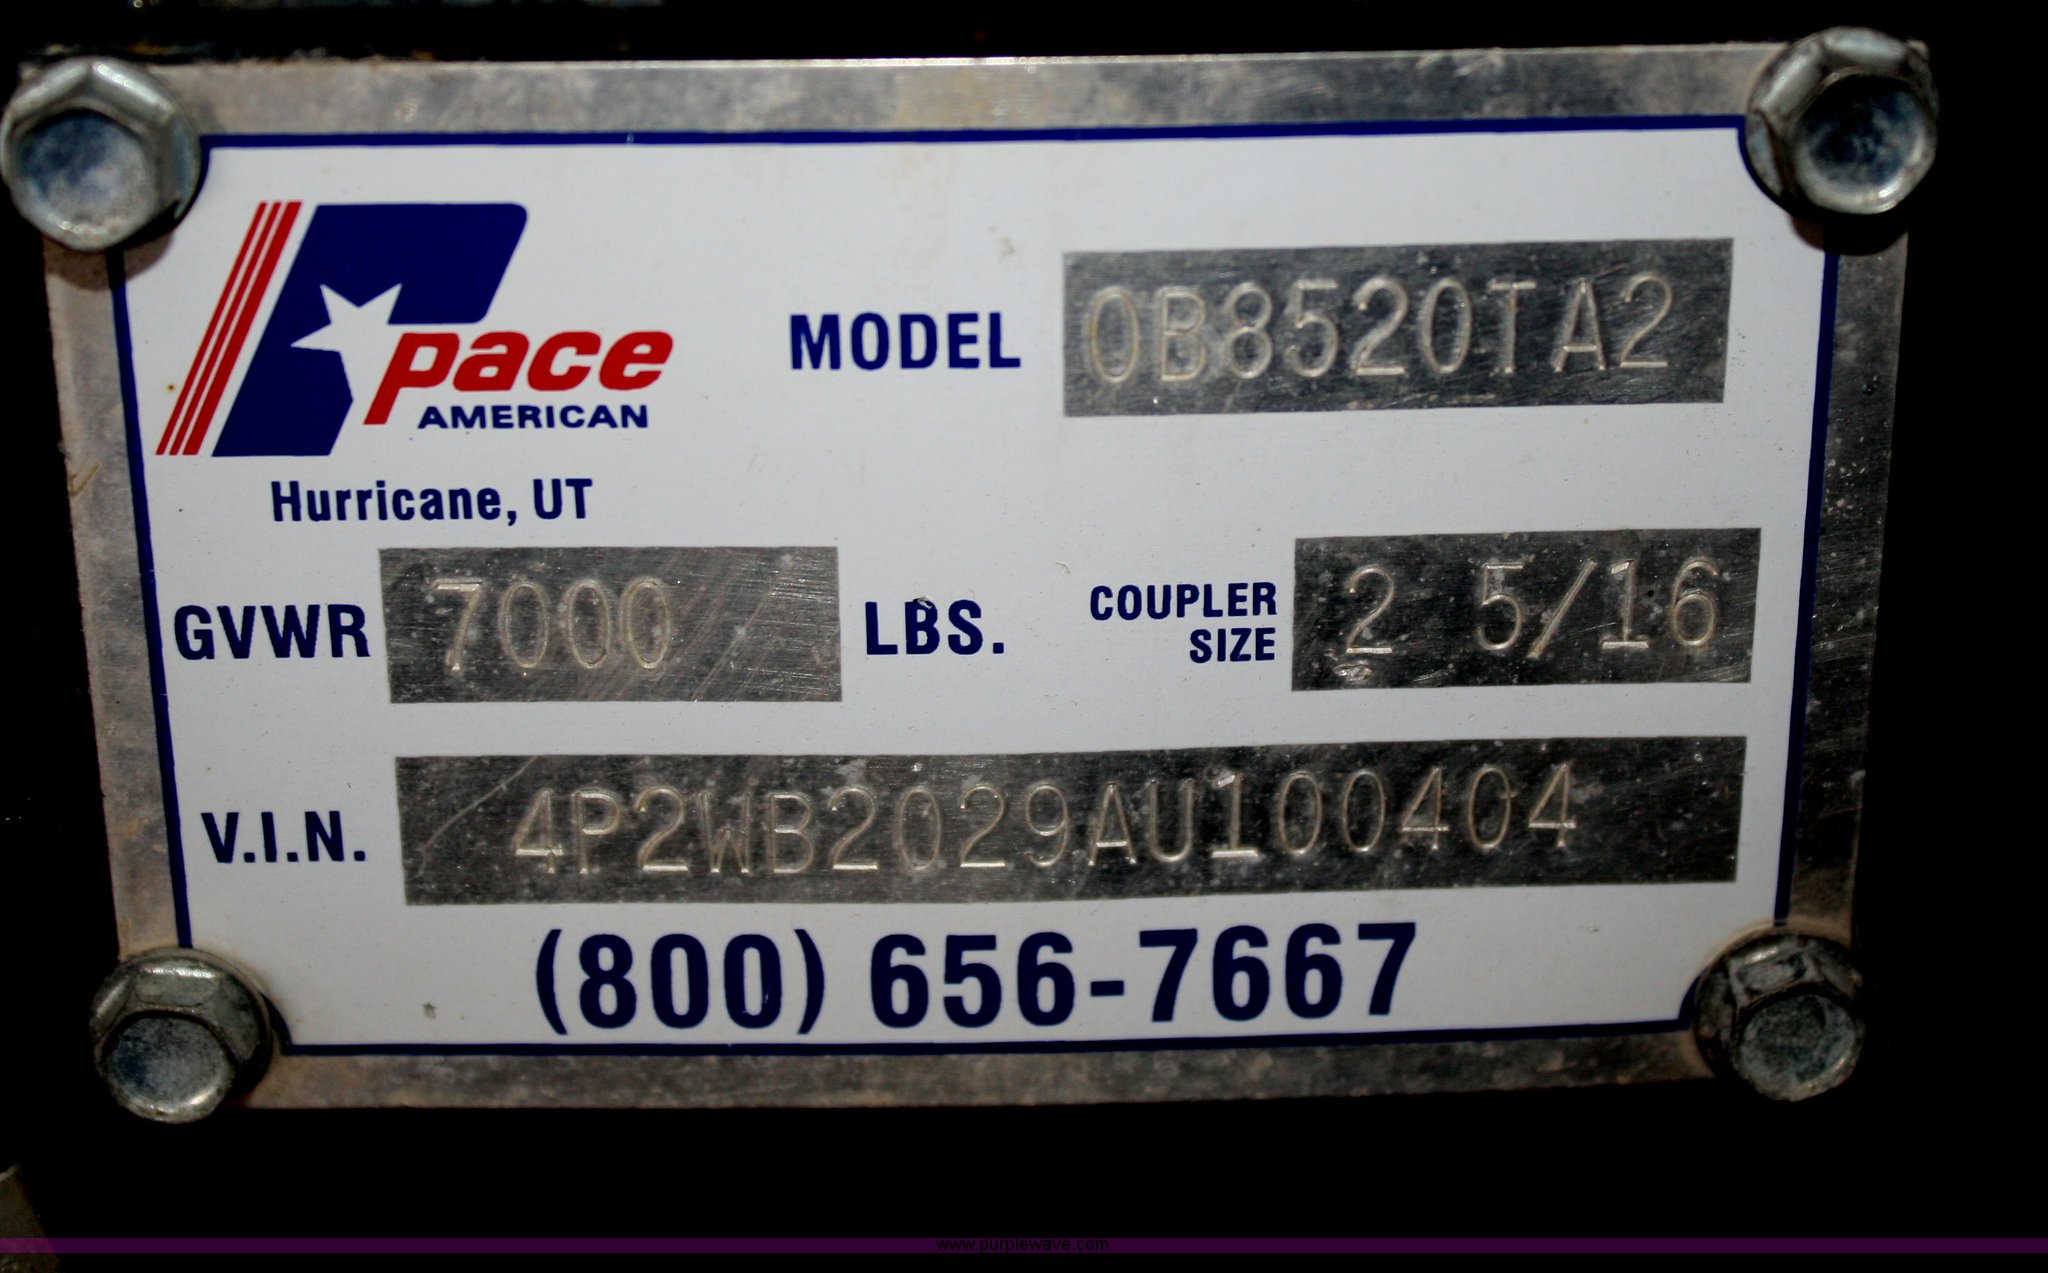 pace
AMERICAN
Hurricane, UT
MODEL 0B8520TA2
GVWR 7000 LBS.
COUPLER SIZE 2 5/16
V.I.N. 4P2WB2029AU100404
(800) 656-7667
www.purplewave.com